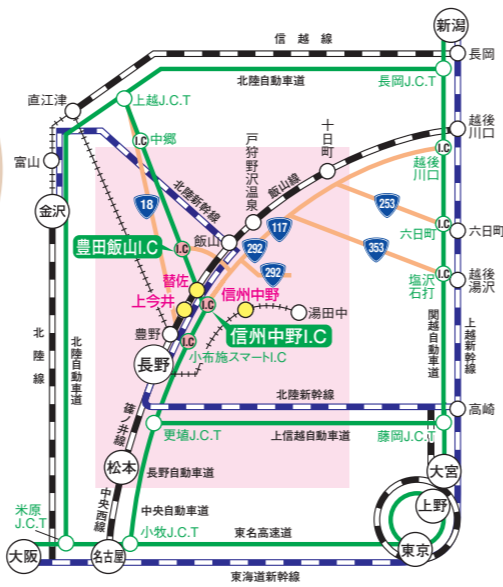 新潟
信越線
長岡
北陸自動車道
長岡J.C.T
直江津
上越J.C.T
十日町
越後川口
I.C
中郷
戸狩野沢温泉
I.C
越後川口
富山
北陸新幹線
飯山線
18
253
金沢
117
I.C
六日町
六日町
飯山
292
353
豊田飯山I.C
I.C
292
替佐
信州中野
I.C
塩沢石打
越後湯沢
上今井
I.C
湯田中
豊野
信州中野I.C
関越自動車道
上越新幹線
I.C
小布施スマートI.C
北陸線
北陸自動車道
長野
北陸新幹線
高崎
篠ノ井線
更埴J.C.T
上信越自動車道
藤岡J.C.T
松本
長野自動車道
大宮
中央西線
上野
米原J.C.T
中央自動車道
小牧J.C.T
東名高速道
大阪
名古屋
東京
東海道新幹線